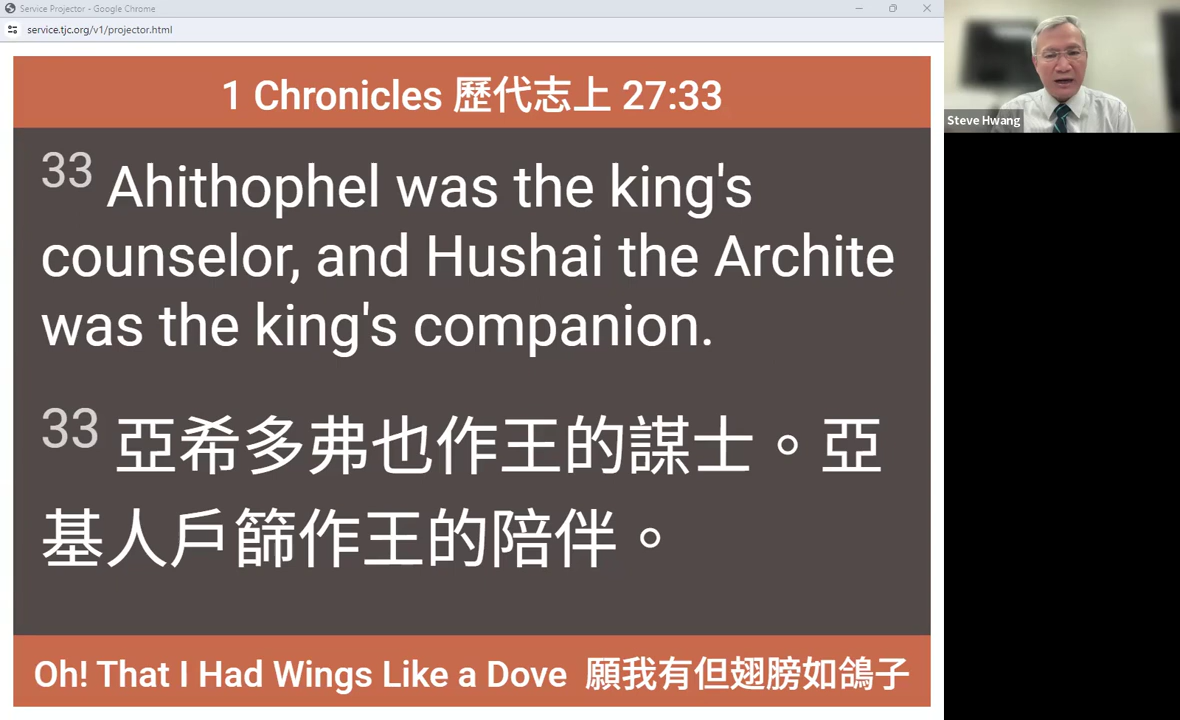 Service Projector - Google Chrome
service.tjc.org/v1/projector.html
1 Chronicles 歷代志上 27:33
33 Ahithophel was the king's
counselor, and Hushai the Archite
was the king's companion.
33 亞希多弗也作王的謀士。亞
基人戶篩作王的陪伴。
Oh! That I Had Wings Like a Dove 願我有但翅膀如鴿子
Steve Hwang